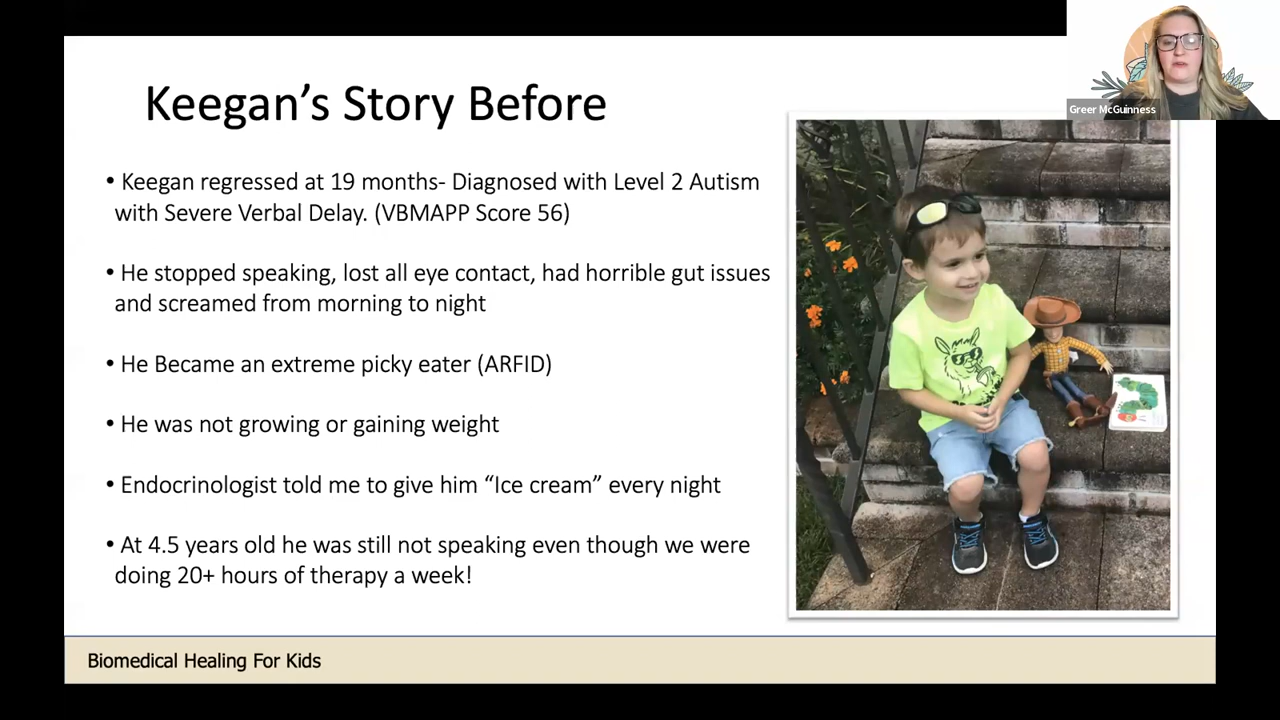 Greer McGuinness
Keegan's Story Before
• Keegan regressed at 19 months- Diagnosed with Level 2 Autism
with Severe Verbal Delay. (VBMAPP Score 56)
• He stopped speaking, lost all eye contact, had horrible gut issues
and screamed from morning to night
• He Became an extreme picky eater (ARFID)
• He was not growing or gaining weight
• Endocrinologist told me to give him “Ice cream” every night
• At 4.5 years old he was still not speaking even though we were
doing 20+ hours of therapy a week!
Biomedical Healing For Kids